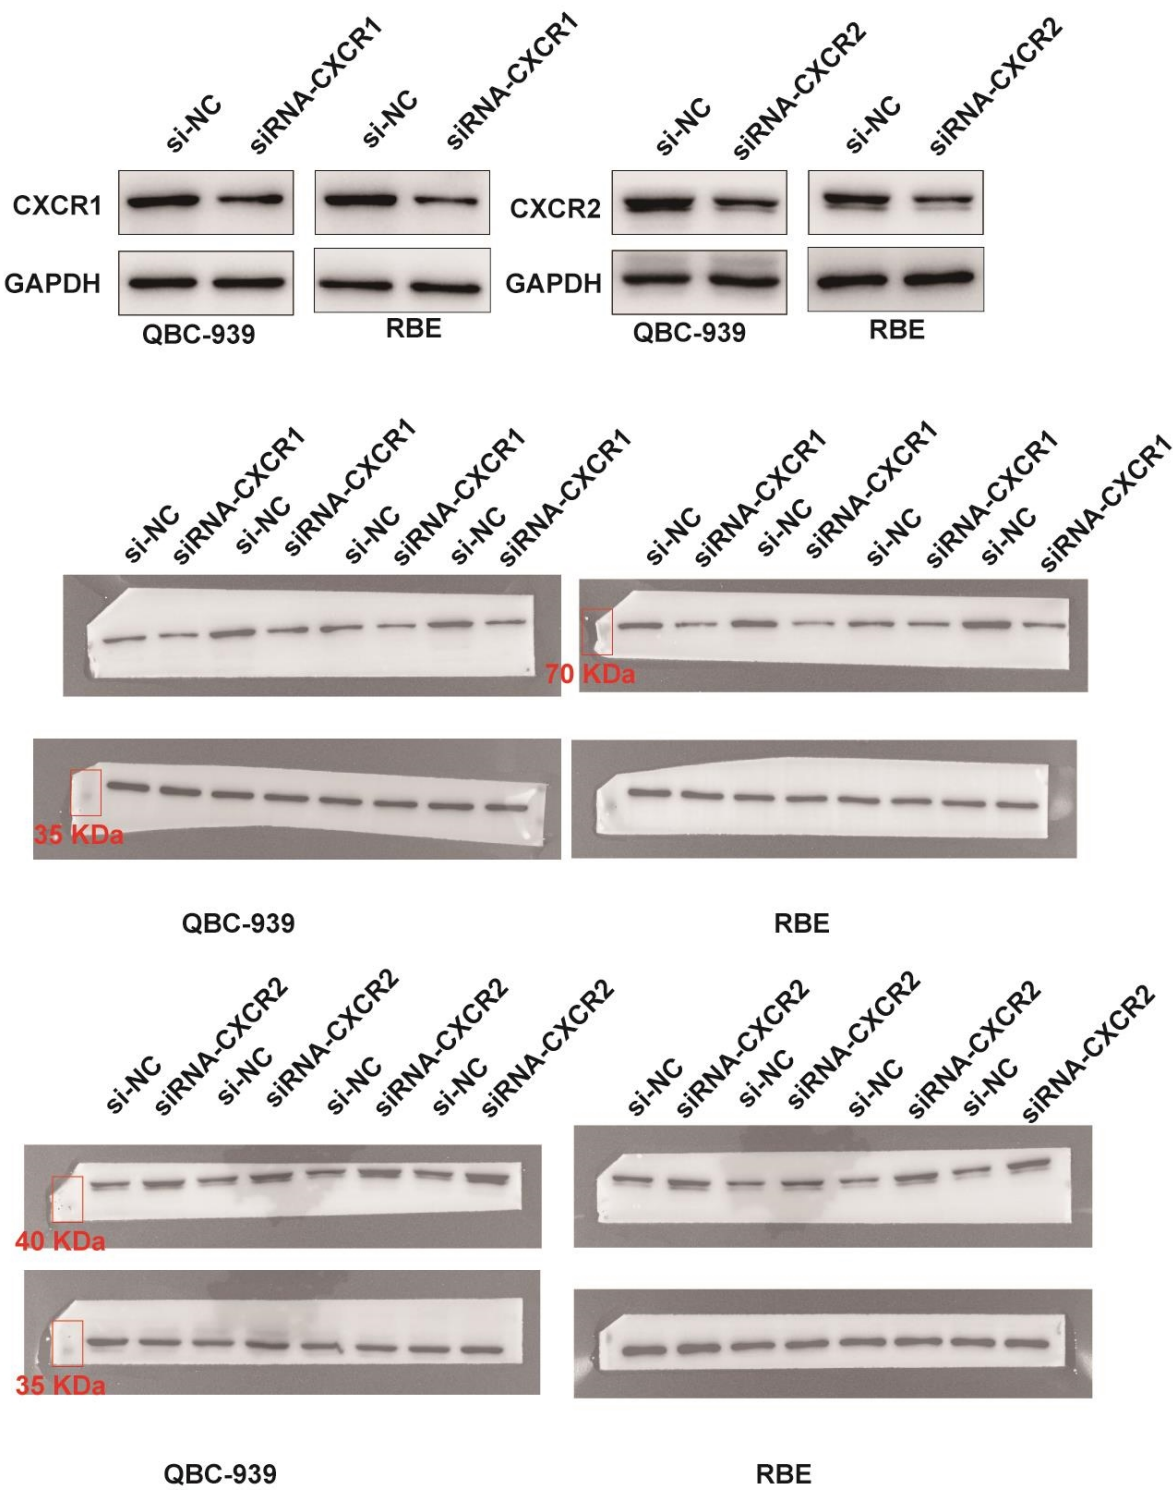 si-NC siRNA-CXCR1 si-NC siRNA-CXCR1 si-NC siRNA-CXCR2 si-NC siRNA-CXCR2
CXCR1 CXCR2
GAPDH GAPDH
QBC-939 RBE QBC-939 RBE
si-NC siRNA-CXCR1 si-NC siRNA-CXCR1 si-NC siRNA-CXCR1 si-NC siRNA-CXCR1 si-NC siRNA-CXCR1 si-NC siRNA-CXCR1 si-NC siRNA-CXCR1 si-NC siRNA-CXCR1
70 KDa
35 KDa
QBC-939 RBE
si-NC siRNA-CXCR2 si-NC siRNA-CXCR2 si-NC siRNA-CXCR2 si-NC siRNA-CXCR2 si-NC siRNA-CXCR2 si-NC siRNA-CXCR2 si-NC siRNA-CXCR2 si-NC siRNA-CXCR2
40 KDa
35 KDa
QBC-939 RBE